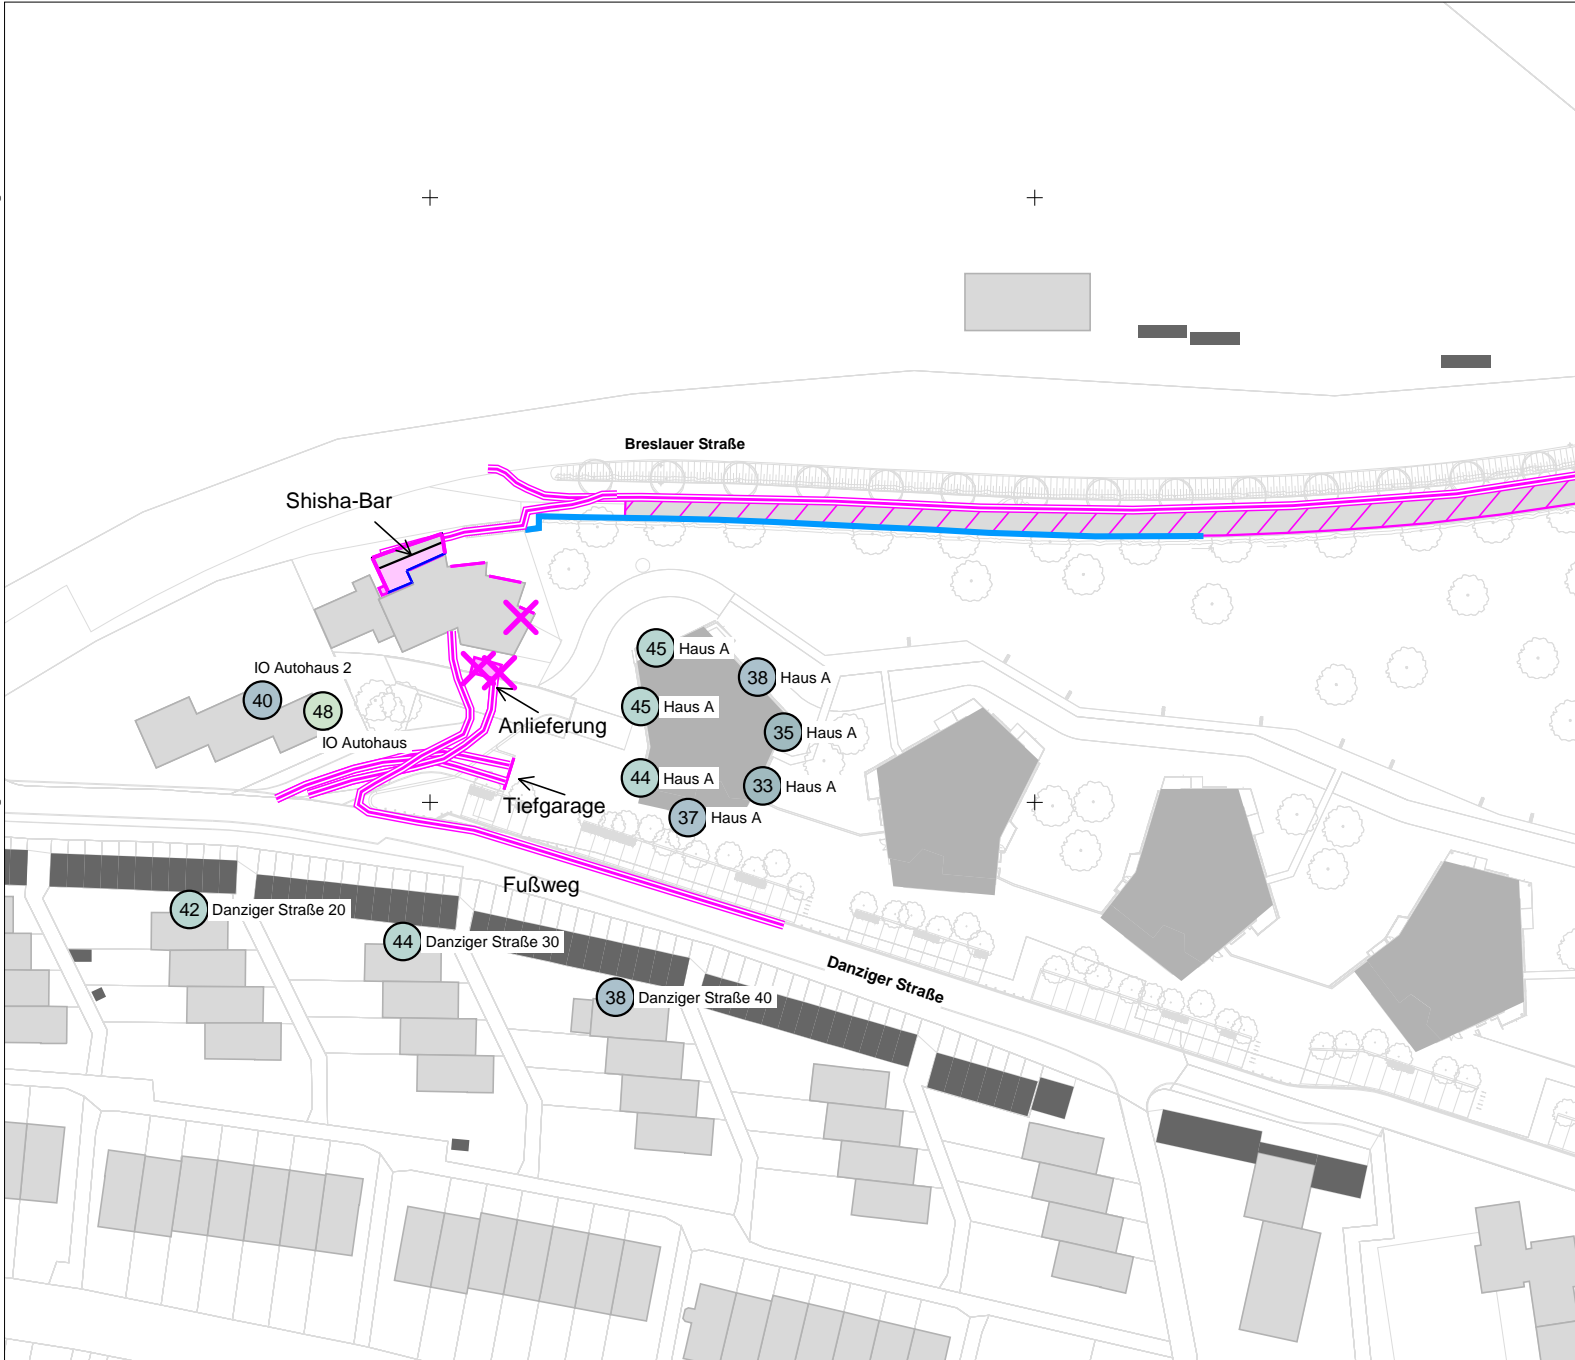 Breslauer Straße
Shisha-Bar
45 Haus A
IO Autohaus 2
38 Haus A
40
45 Haus A
48
Anlieferung
35 Haus A
IO Autohaus
44 Haus A
33 Haus A
Tiefgarage
37 Haus A
Fußweg
42 Danziger Straße 20
44 Danziger Straße 30
Danziger Straße
38 Danziger Straße 40